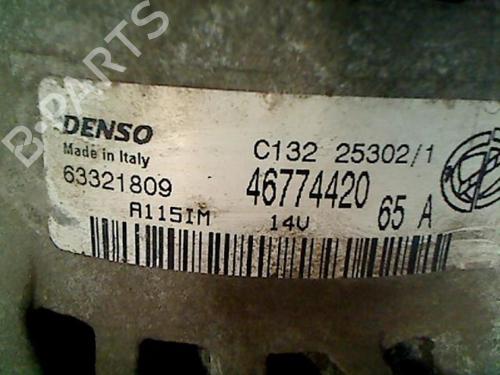 B-PARTS
DENSO
Made in Italy
63321809
A115IM
C132 25302/1
46774420
14V
65 A